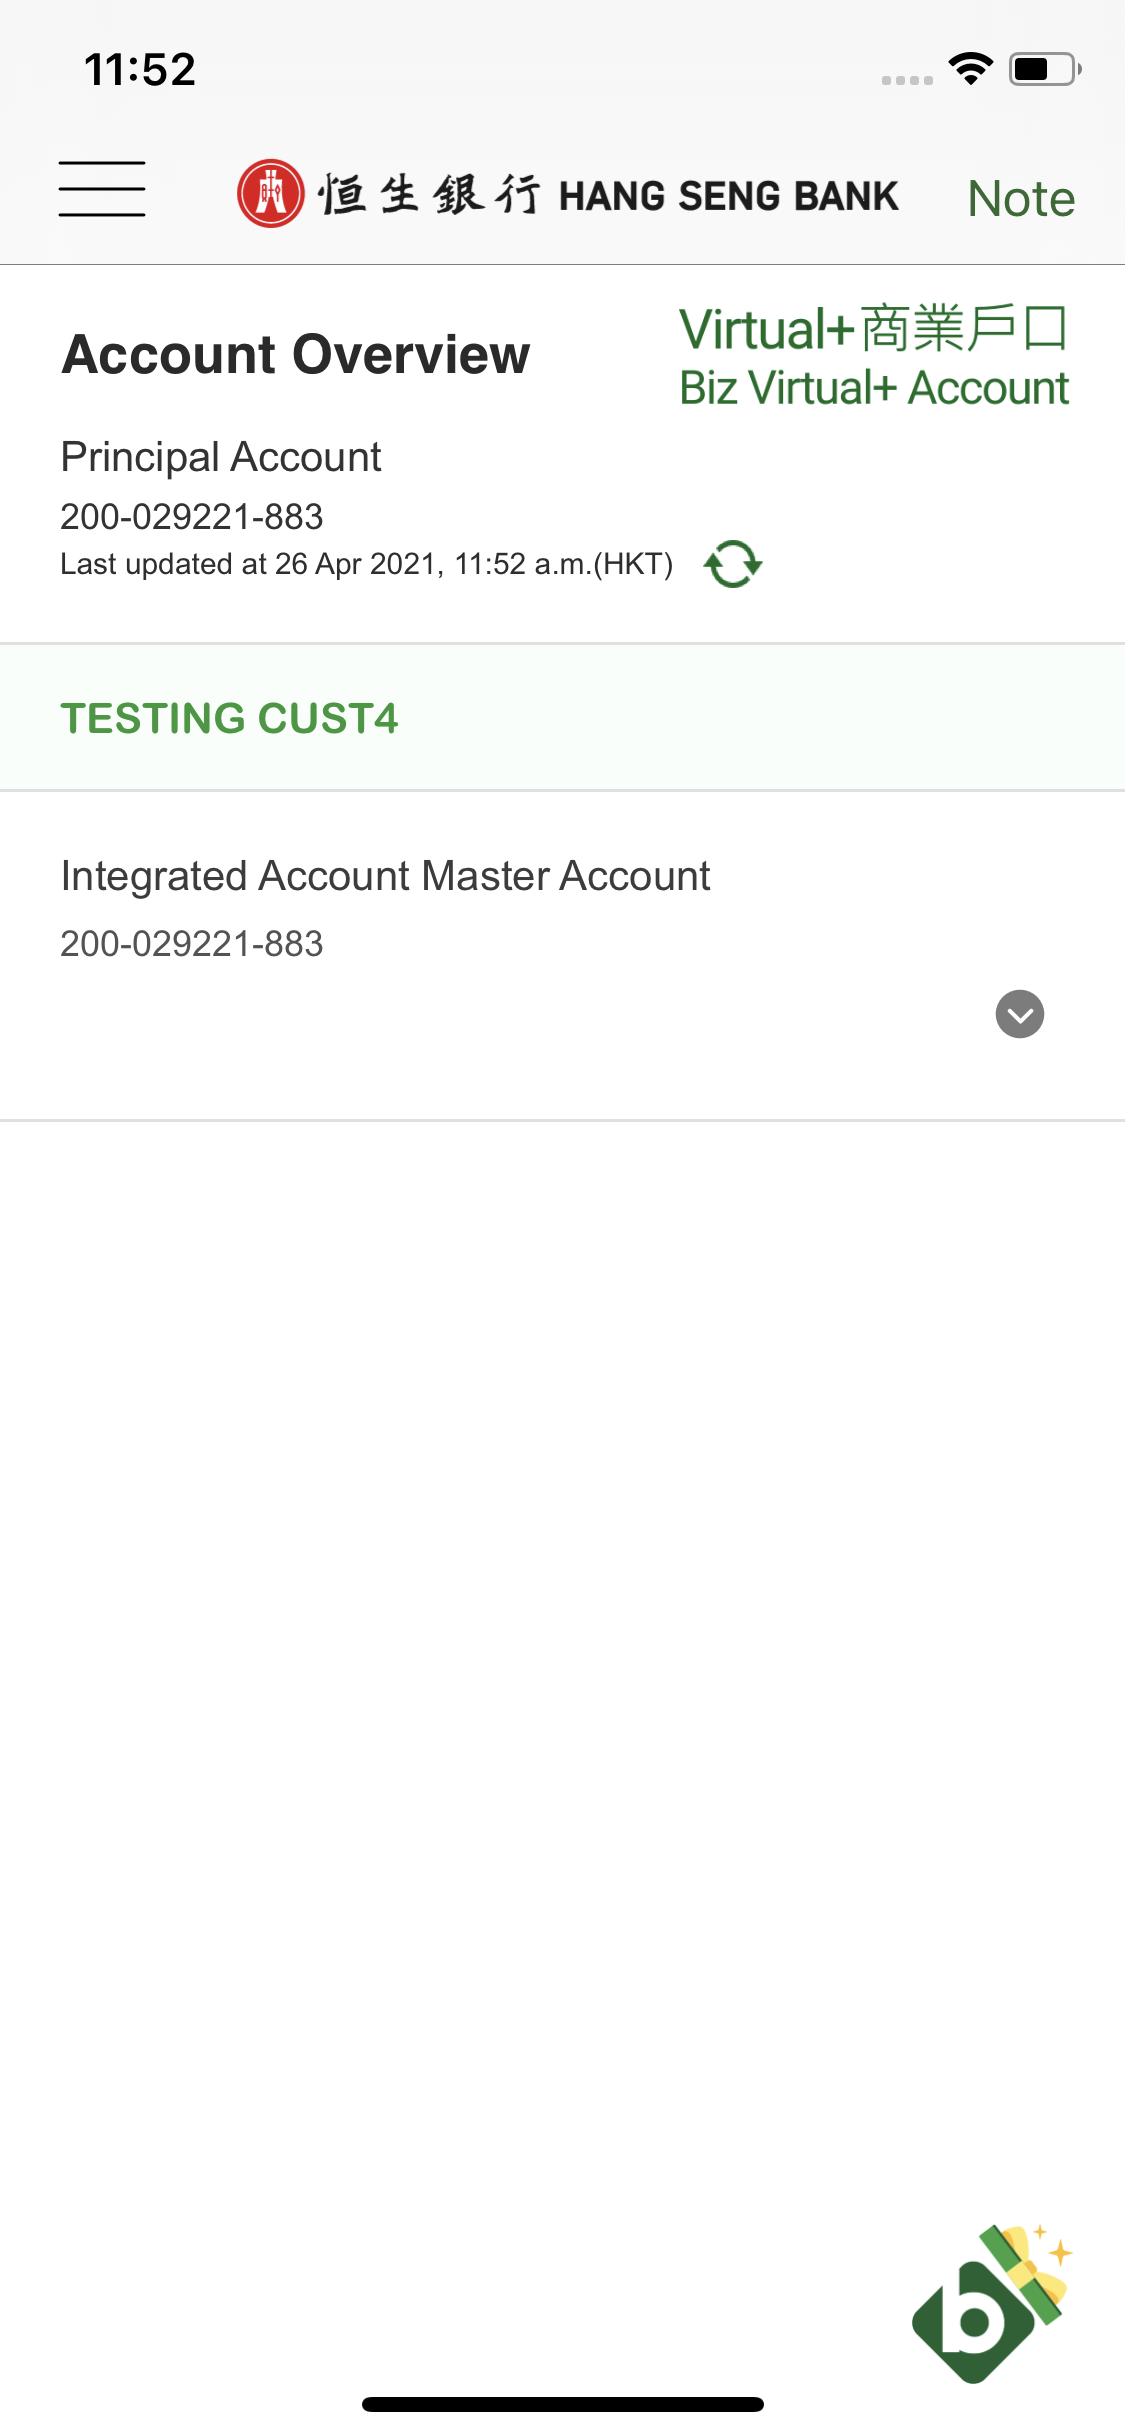 11:52
恒生銀行 HANG SENG BANK
Note
Virtual+商業戶口
Account Overview
Biz Virtual+ Account
Principal Account
200-029221-883
Last updated at 26 Apr 2021, 11:52 a.m.(HKT)
TESTING CUST4
Integrated Account Master Account
200-029221-883
b